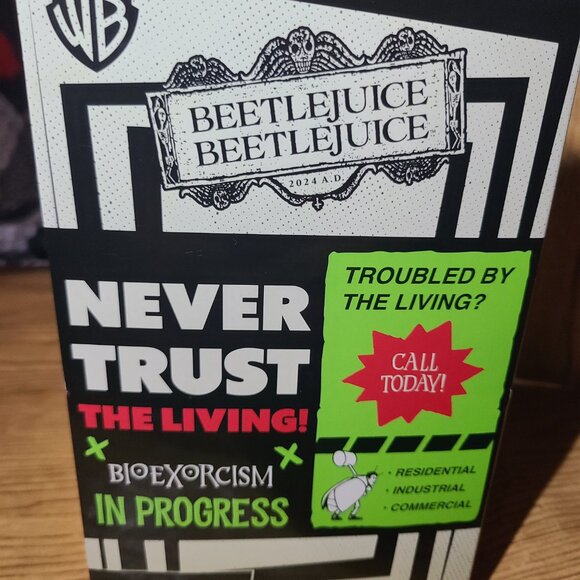 WB
BEETLEJUICE
BEETLEJUICE
2024 A.D.
NEVER
TRUST
THE LIVING!
BIOEXORCISM
IN PROGRESS
TROUBLED BY
THE LIVING?
CALL
TODAY!
• RESIDENTIAL
• INDUSTRIAL
• COMMERCIAL